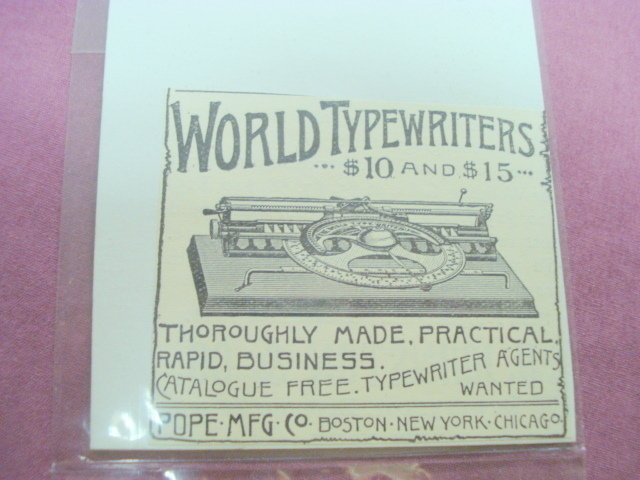 WORLD TYPEWRITERS
... $10 AND $15 ...
THOROUGHLY MADE, PRACTICAL,
RAPID, BUSINESS.
CATALOGUE FREE. TYPEWRITER AGENTS
WANTED
POPE·MFG·CO· BOSTON·NEW YORK·CHICAGO